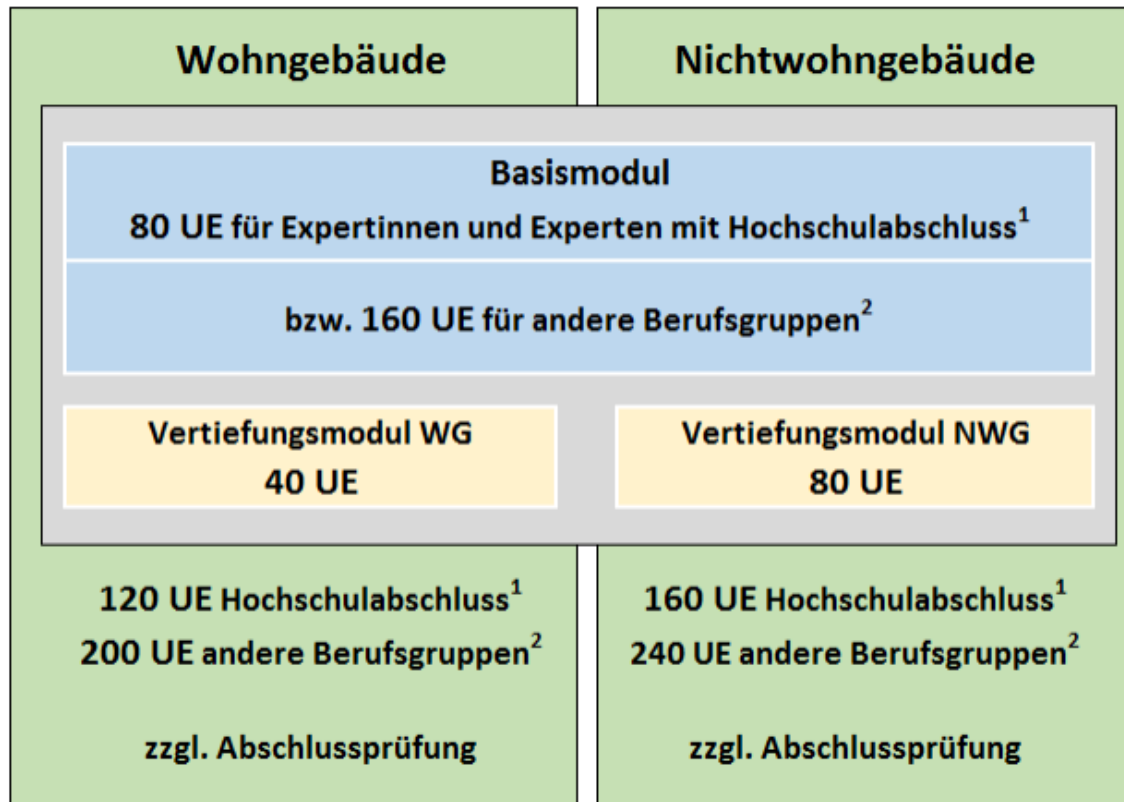 Wohngebäude
Nichtwohngebäude
Basismodul
80 UE für Expertinnen und Experten mit Hochschulabschluss¹
bzw. 160 UE für andere Berufsgruppen²
Vertiefungsmodul WG
40 UE
Vertiefungsmodul NWG
80 UE
120 UE Hochschulabschluss¹
200 UE andere Berufsgruppen²
zzgl. Abschlussprüfung
160 UE Hochschulabschluss¹
240 UE andere Berufsgruppen²
zzgl. Abschlussprüfung